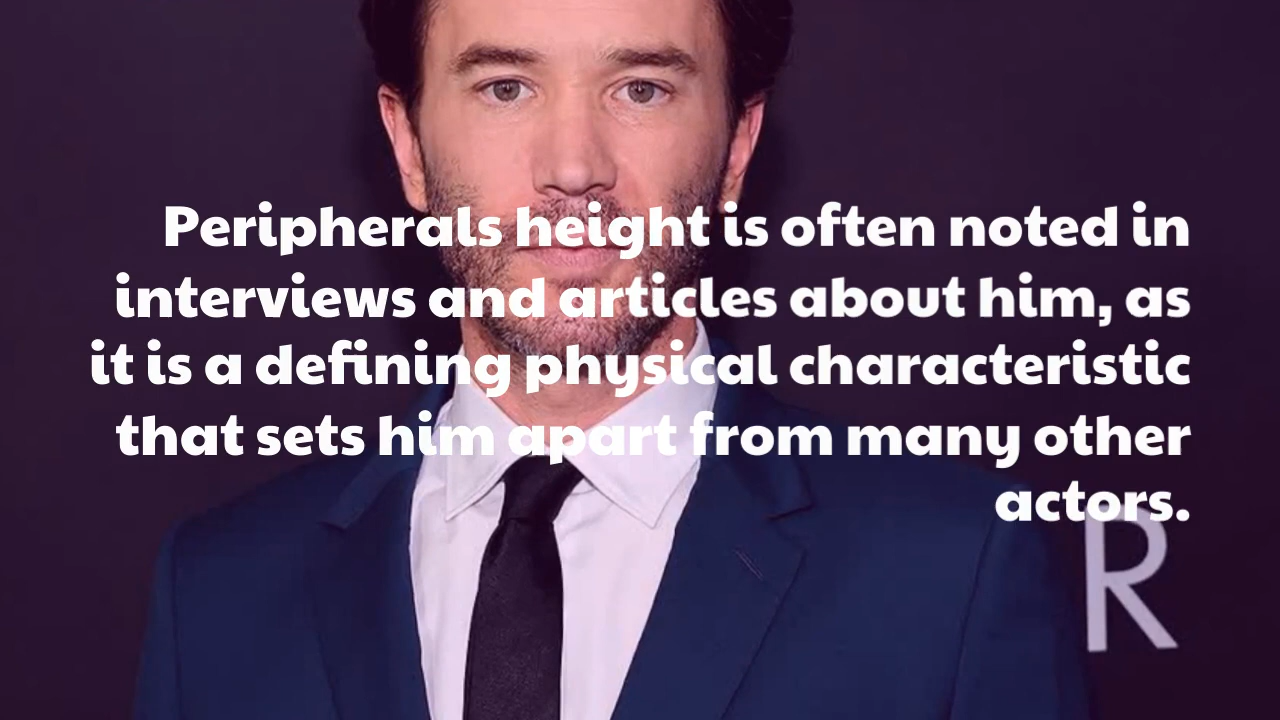 Peripherals height is often noted in
interviews and articles about him, as
it is a defining physical characteristic
that sets him apart from many other
actors.
R